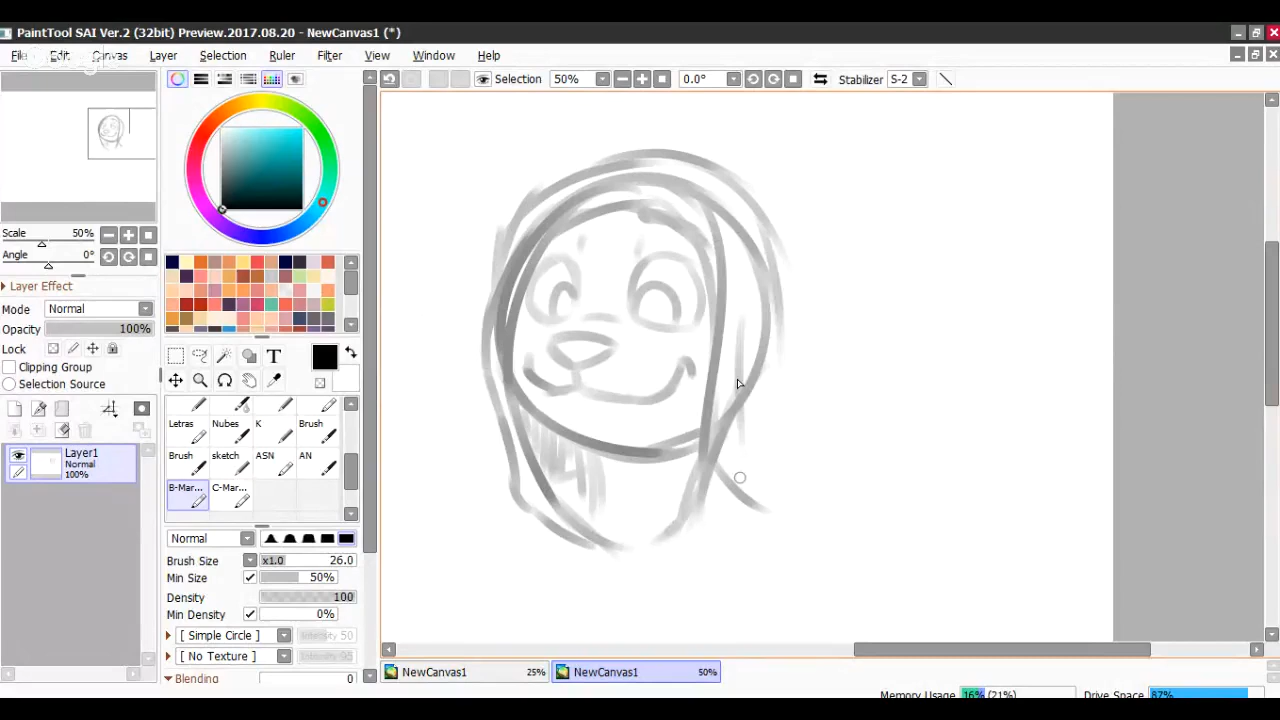 PaintTool SAI Ver.2 (32bit) Preview.2017.08.20 - NewCanvas1 (*)
File Edit Canvas Layer Selection Ruler Filter View Window Help
Selection 50% 0.0° Stabilizer S-2
Scale 50%
Angle 0°
Layer Effect
Mode Normal
Opacity 100%
Lock
Clipping Group
Selection Source
Layer1
Normal
100%
T
Letras Nubes K Brush
Brush sketch ASN AN
B-Mar... C-Mar...
Normal
Brush Size x1.0 26.0
Min Size 50%
Density 100
Min Density 0%
[ Simple Circle ] Intensity 50
[ No Texture ] Intensity 95
Blending 0
NewCanvas1 25% NewCanvas1 50%
Memory Usage 16% (21%) Drive Space 87%